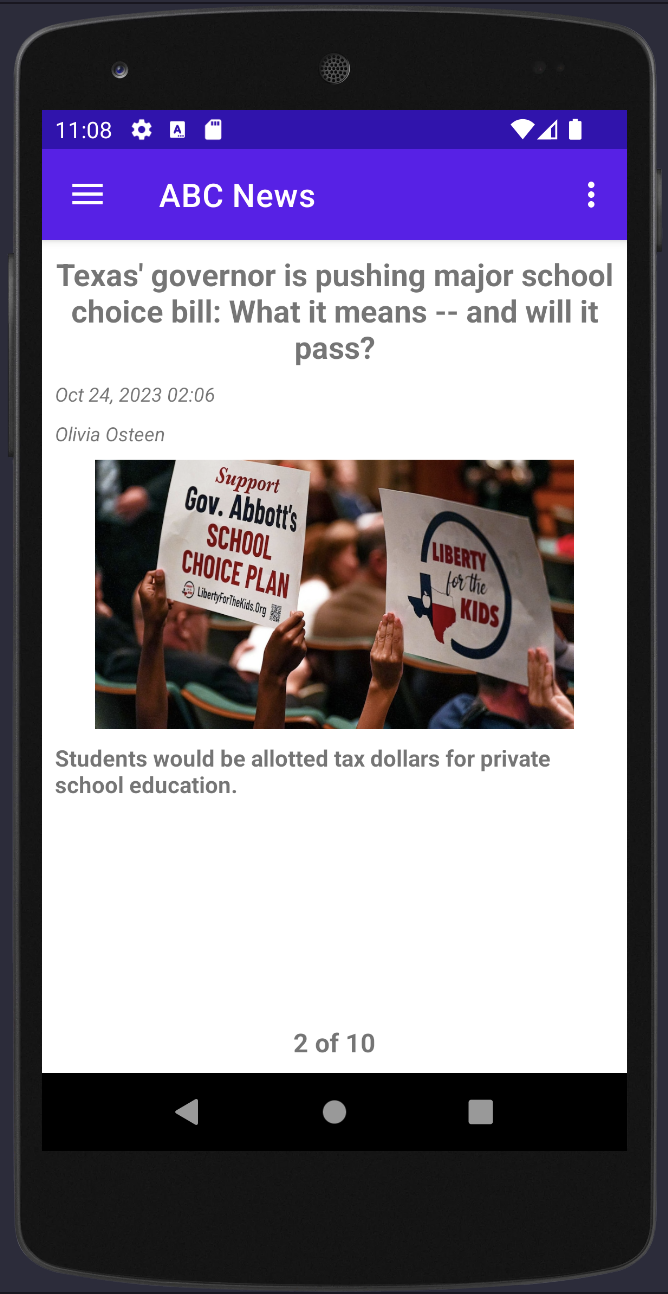 11:08
ABC News
Texas' governor is pushing major school
choice bill: What it means -- and will it
pass?
Oct 24, 2023 02:06
Olivia Osteen
Support
Gov. Abbott's
SCHOOL
CHOICE PLAN
LibertyForTheKids.Org
LIBERTY
for the
KIDS
Students would be allotted tax dollars for private
school education.
2 of 10